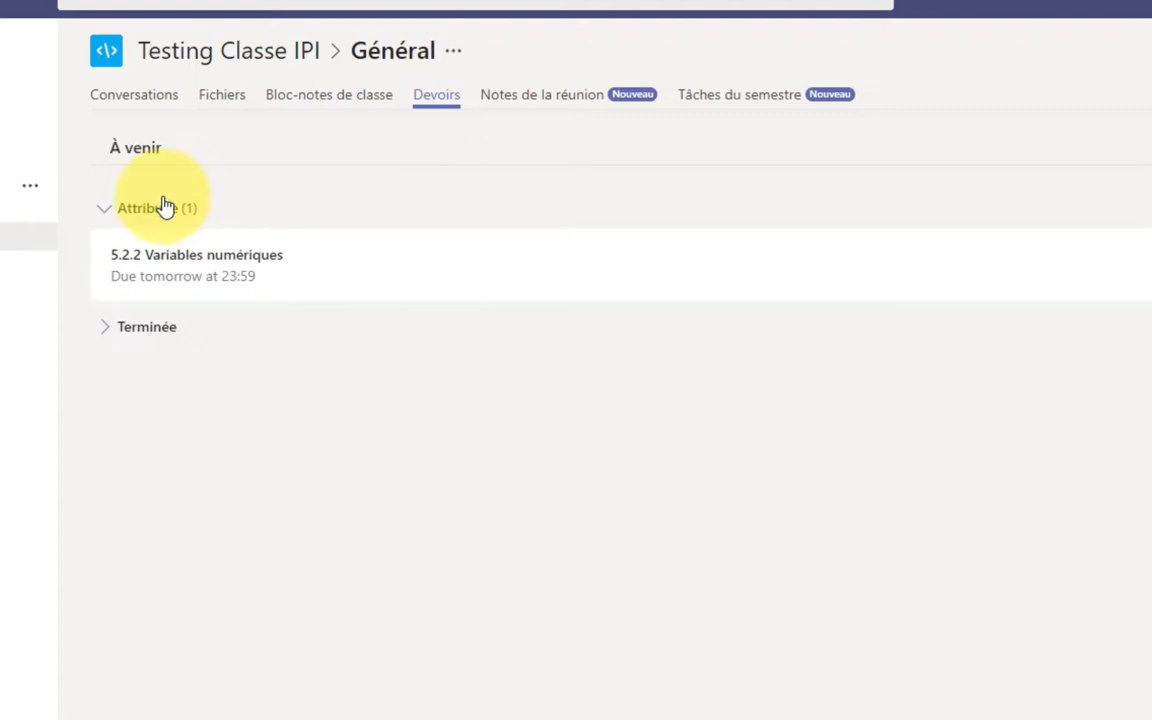 Testing Classe IPI > Général ...
Conversations Fichiers Bloc-notes de classe Devoirs Notes de la réunion Nouveau Tâches du semestre Nouveau
À venir
(1)
5.2.2 Variables numériques
Due tomorrow at 23:59
Terminée